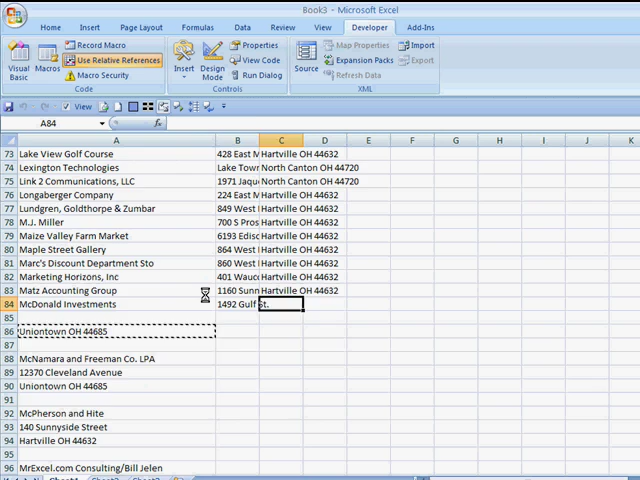 Book3 - Microsoft Excel
Home Insert Page Layout Formulas Data Review View Developer Add-Ins
Visual Basic Macros Record Macro Use Relative References Macro Security
Insert Design Mode Properties View Code Run Dialog
Source Map Properties Expansion Packs Refresh Data Import Export
Code Controls XML
View
A84 fx
A B C D E F G H I J K
73 Lake View Golf Course 428 East M Hartville OH 44632
74 Lexington Technologies Lake Town North Canton OH 44720
75 Link 2 Communications, LLC 1971 Jaqu North Canton OH 44720
76 Longaberger Company 224 East M Hartville OH 44632
77 Lundgren, Goldthorpe & Zumbar 849 West Hartville OH 44632
78 M.J. Miller 700 S Pros Hartville OH 44632
79 Maize Valley Farm Market 6193 Edis Hartville OH 44632
80 Maple Street Gallery 864 West Hartville OH 44632
81 Marc's Discount Department Sto 860 West Hartville OH 44632
82 Marketing Horizons, Inc 401 Wauc Hartville OH 44632
83 Matz Accounting Group 1160 Sunn Hartville OH 44632
84 McDonald Investments 1492 Gulf St.
85
86 Uniontown OH 44685
87
88 McNamara and Freeman Co. LPA
89 12370 Cleveland Avenue
90 Uniontown OH 44685
91
92 McPherson and Hite
93 140 Sunnyside Street
94 Hartville OH 44632
95
96 MrExcel.com Consulting/Bill Jelen